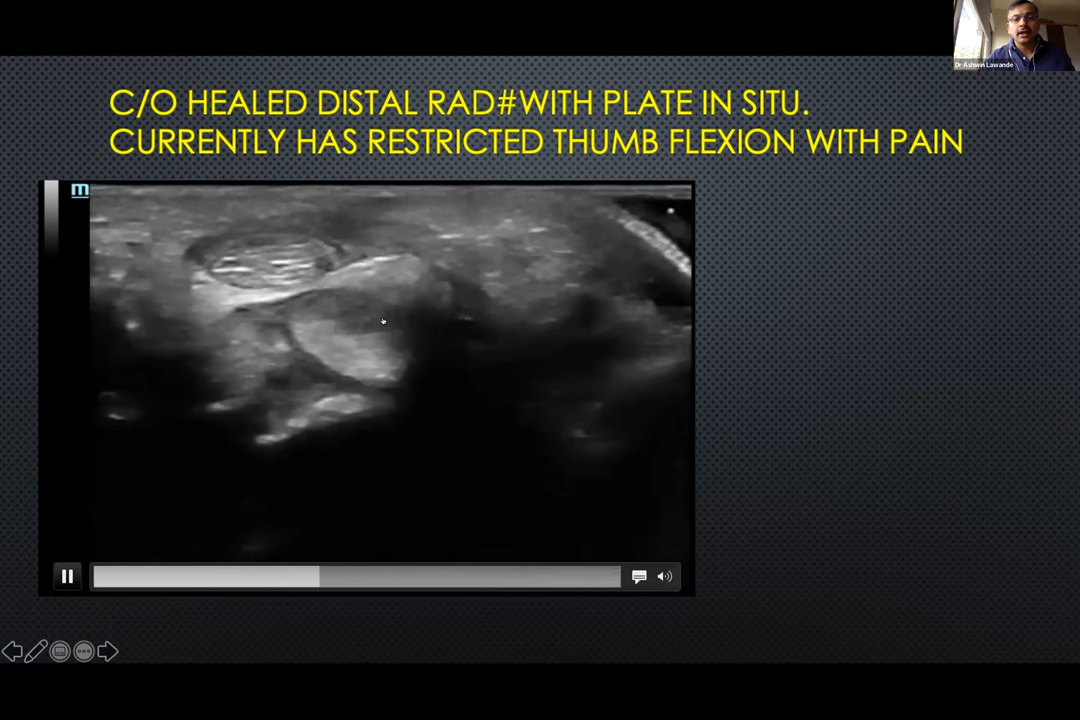 Dr Ashwin Lawande
C/O HEALED DISTAL RAD#WITH PLATE IN SITU.
CURRENTLY HAS RESTRICTED THUMB FLEXION WITH PAIN
m